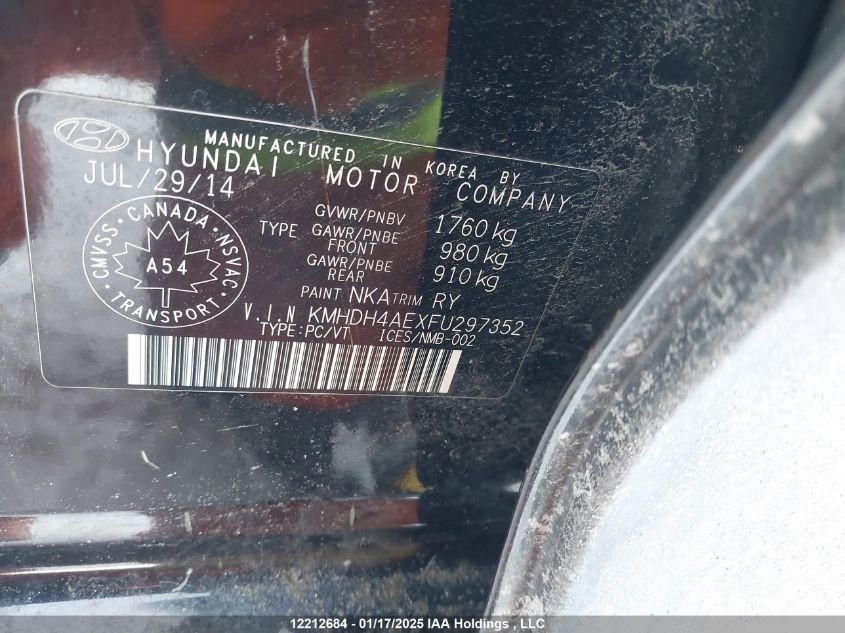 MANUFACTURED IN KOREA BY
HYUNDAI MOTOR COMPANY
JUL/29/14
GVWR/PNBV 1760 kg
TYPE GAWR/PNBE FRONT 980 kg
GAWR/PNBE REAR 910 kg
CANADA
CMVSS · NSVAC
A54
TRANSPORT
PAINT NKA TRIM RY
V.I.N KMHDH4AEXFU297352
TYPE:PC/VT ICES/NMB-002
12212684 - 01/17/2025 IAA Holdings , LLC